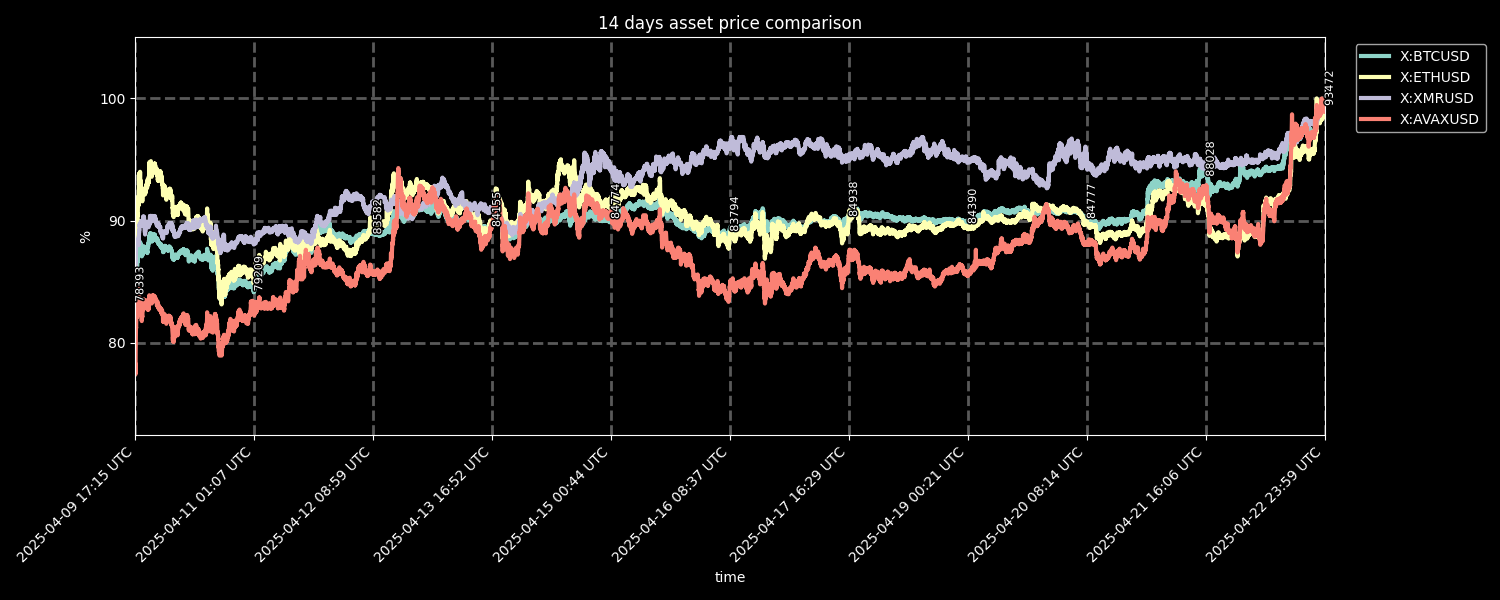 14 days asset price comparison
X:BTCUSD
X:ETHUSD
X:XMRUSD
X:AVAXUSD
%
100
90
80
78393
79209
83582
84155
84774
83794
84938
84390
84777
88028
93472
2025-04-09 17:15 UTC
2025-04-11 01:07 UTC
2025-04-12 08:59 UTC
2025-04-13 16:52 UTC
2025-04-15 00:44 UTC
2025-04-16 08:37 UTC
2025-04-17 16:29 UTC
2025-04-19 00:21 UTC
2025-04-20 08:14 UTC
2025-04-21 16:06 UTC
2025-04-22 23:59 UTC
time